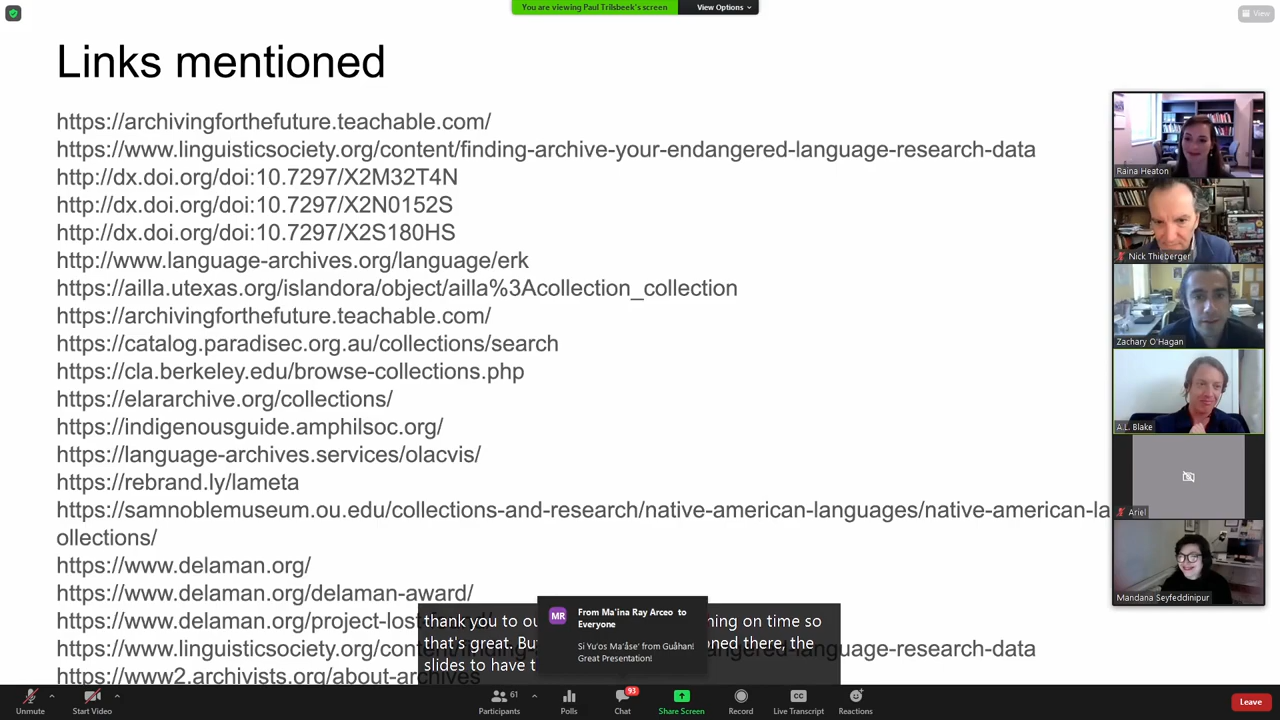 You are viewing Paul Trilsbeek's screen
View Options
View
Links mentioned
https://archivingforthefuture.teachable.com/
https://www.linguisticsociety.org/content/finding-archive-your-endangered-language-research-data
http://dx.doi.org/doi:10.7297/X2M32T4N
http://dx.doi.org/doi:10.7297/X2N0152S
http://dx.doi.org/doi:10.7297/X2S180HS
http://www.language-archives.org/language/erk
https://ailla.utexas.org/islandora/object/ailla%3Acollection_collection
https://archivingforthefuture.teachable.com/
https://catalog.paradisec.org.au/collections/search
https://cla.berkeley.edu/browse-collections.php
https://elararchive.org/collections/
https://indigenousguide.amphilsoc.org/
https://language-archives.services/olacvis/
https://rebrand.ly/lameta
https://samnoblemuseum.ou.edu/collections-and-research/native-american-languages/native-american-la
ollections/
https://www.delaman.org/
https://www.delaman.org/delaman-award/
https://www.delaman.org/project-los
https://www.linguisticsociety.org/ endangered-language-research-data
https://www2.archivists.org/about-archives
Raina Heaton
Nick Thieberger
Zachary O'Hagan
A.L. Blake
Ariel
Mandana Seyfeddinipur
thank you to ou ning on time so
that's great. Bu oned there, the
slides to have t
MR
From Ma'ina Ray Arceo to
Everyone
Si Yu'os Ma'åse' from Guåhan!
Great Presentation!
Unmute
Start Video
61
Participants
Polls
93
Chat
Share Screen
Record
CC
Live Transcript
Reactions
Leave